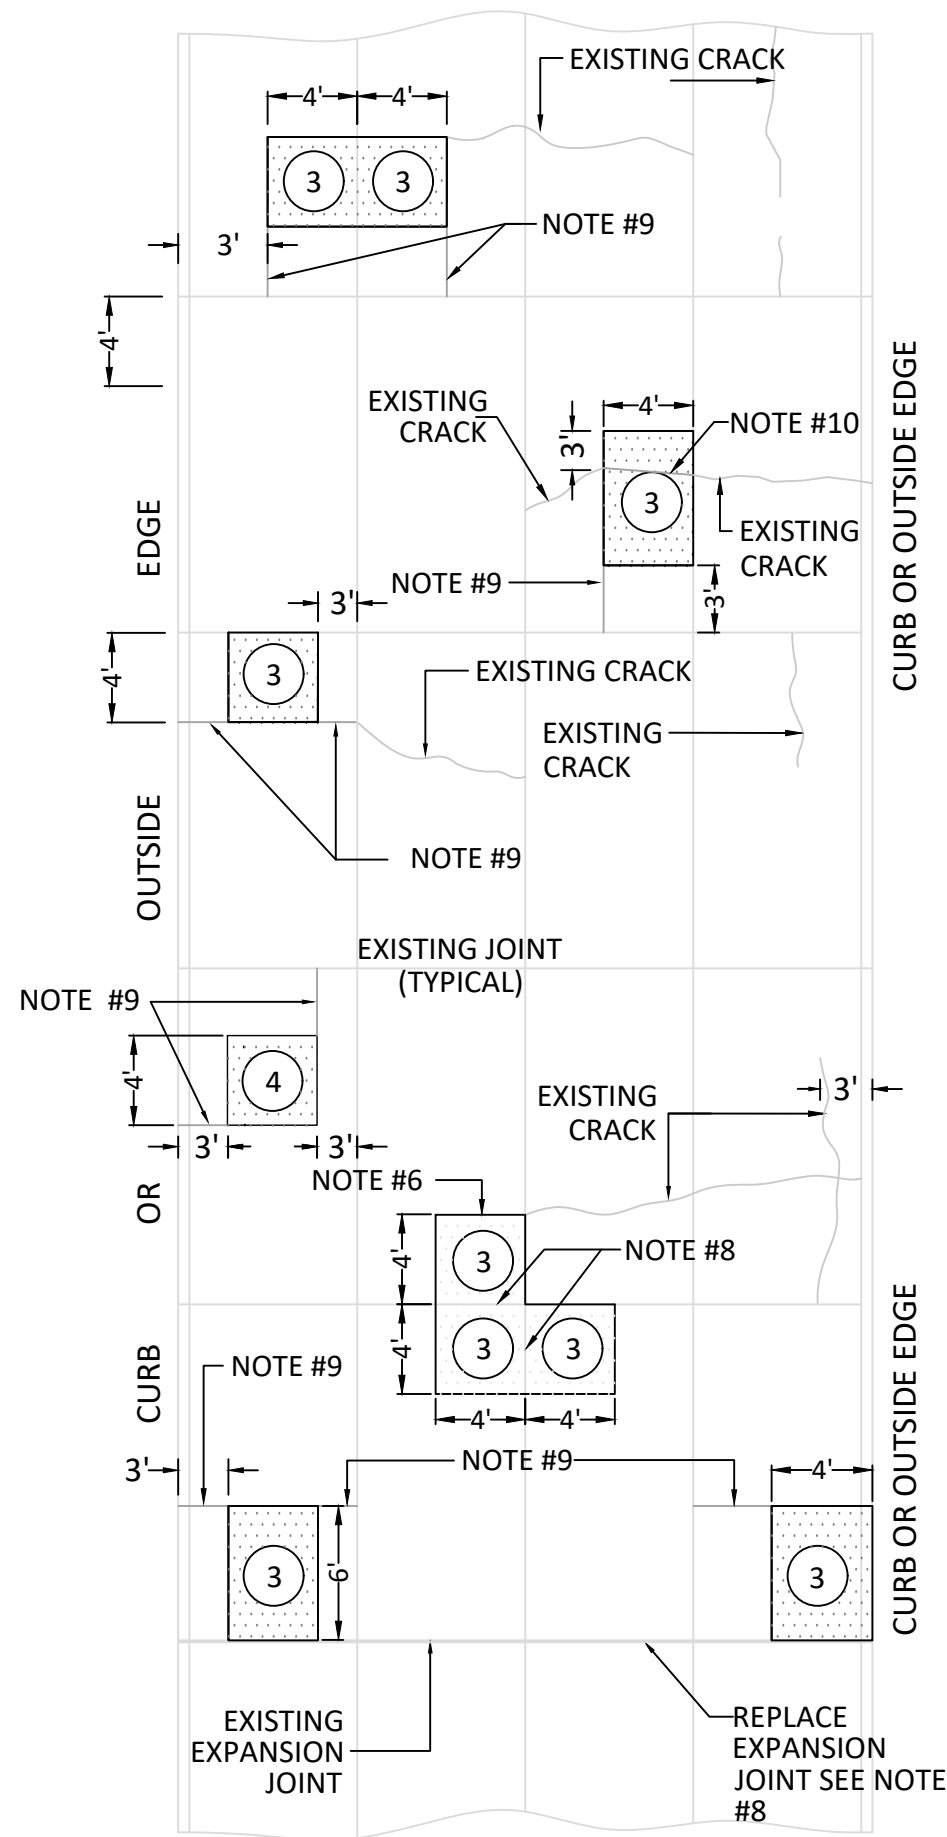 EXISTING CRACK
4'
4'
3
3
NOTE #9
3'
4'
CURB OR OUTSIDE EDGE
EXISTING
CRACK
4'
3'
NOTE #10
3
EXISTING
CRACK
NOTE #9
3'
3'
4'
3
EXISTING CRACK
EXISTING
CRACK
NOTE #9
CURB OR OUTSIDE EDGE
EXISTING JOINT
(TYPICAL)
NOTE #9
4'
4
3'
3'
EXISTING
CRACK
3'
NOTE #6
4'
3
NOTE #8
4'
3
3
4'
4'
NOTE #9
NOTE #9
3'
4'
3
6'
3
CURB OR OUTSIDE EDGE
EXISTING
EXPANSION
JOINT
REPLACE
EXPANSION
JOINT SEE NOTE
#8